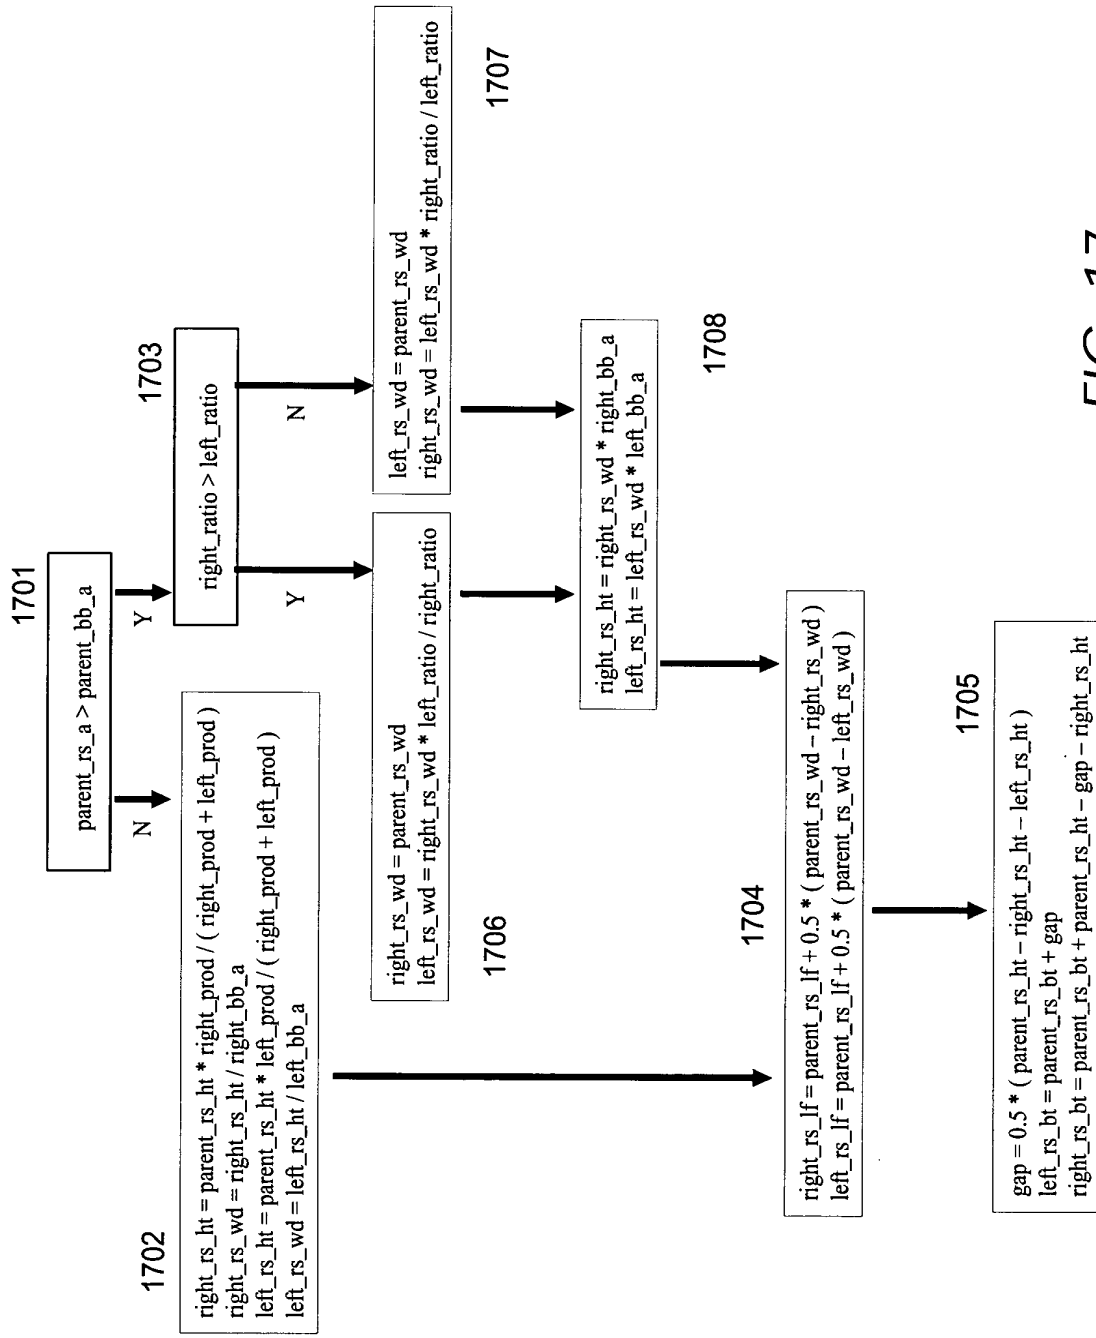 1701
parent_rs_a > parent_bb_a
N
Y
1703
right_ratio > left_ratio
Y
N
1702
right_rs_ht = parent_rs_ht * right_prod / ( right_prod + left_prod )
right_rs_wd = right_rs_ht / right_bb_a
left_rs_ht = parent_rs_ht * left_prod / ( right_prod + left_prod )
left_rs_wd = left_rs_ht / left_bb_a
right_rs_wd = parent_rs_wd
left_rs_wd = right_rs_wd * left_ratio / right_ratio
1706
left_rs_wd = parent_rs_wd
right_rs_wd = left_rs_wd * right_ratio / left_ratio
1707
right_rs_ht = right_rs_wd * right_bb_a
left_rs_ht = left_rs_wd * left_bb_a
1708
1704
right_rs_lf = parent_rs_lf + 0.5 * ( parent_rs_wd – right_rs_wd )
left_rs_lf = parent_rs_lf + 0.5 * ( parent_rs_wd – left_rs_wd )
1705
gap = 0.5 * ( parent_rs_ht – right_rs_ht – left_rs_ht )
left_rs_bt = parent_rs_bt + gap
right_rs_bt = parent_rs_bt + parent_rs_ht – gap – right_rs_ht
FIG. 17